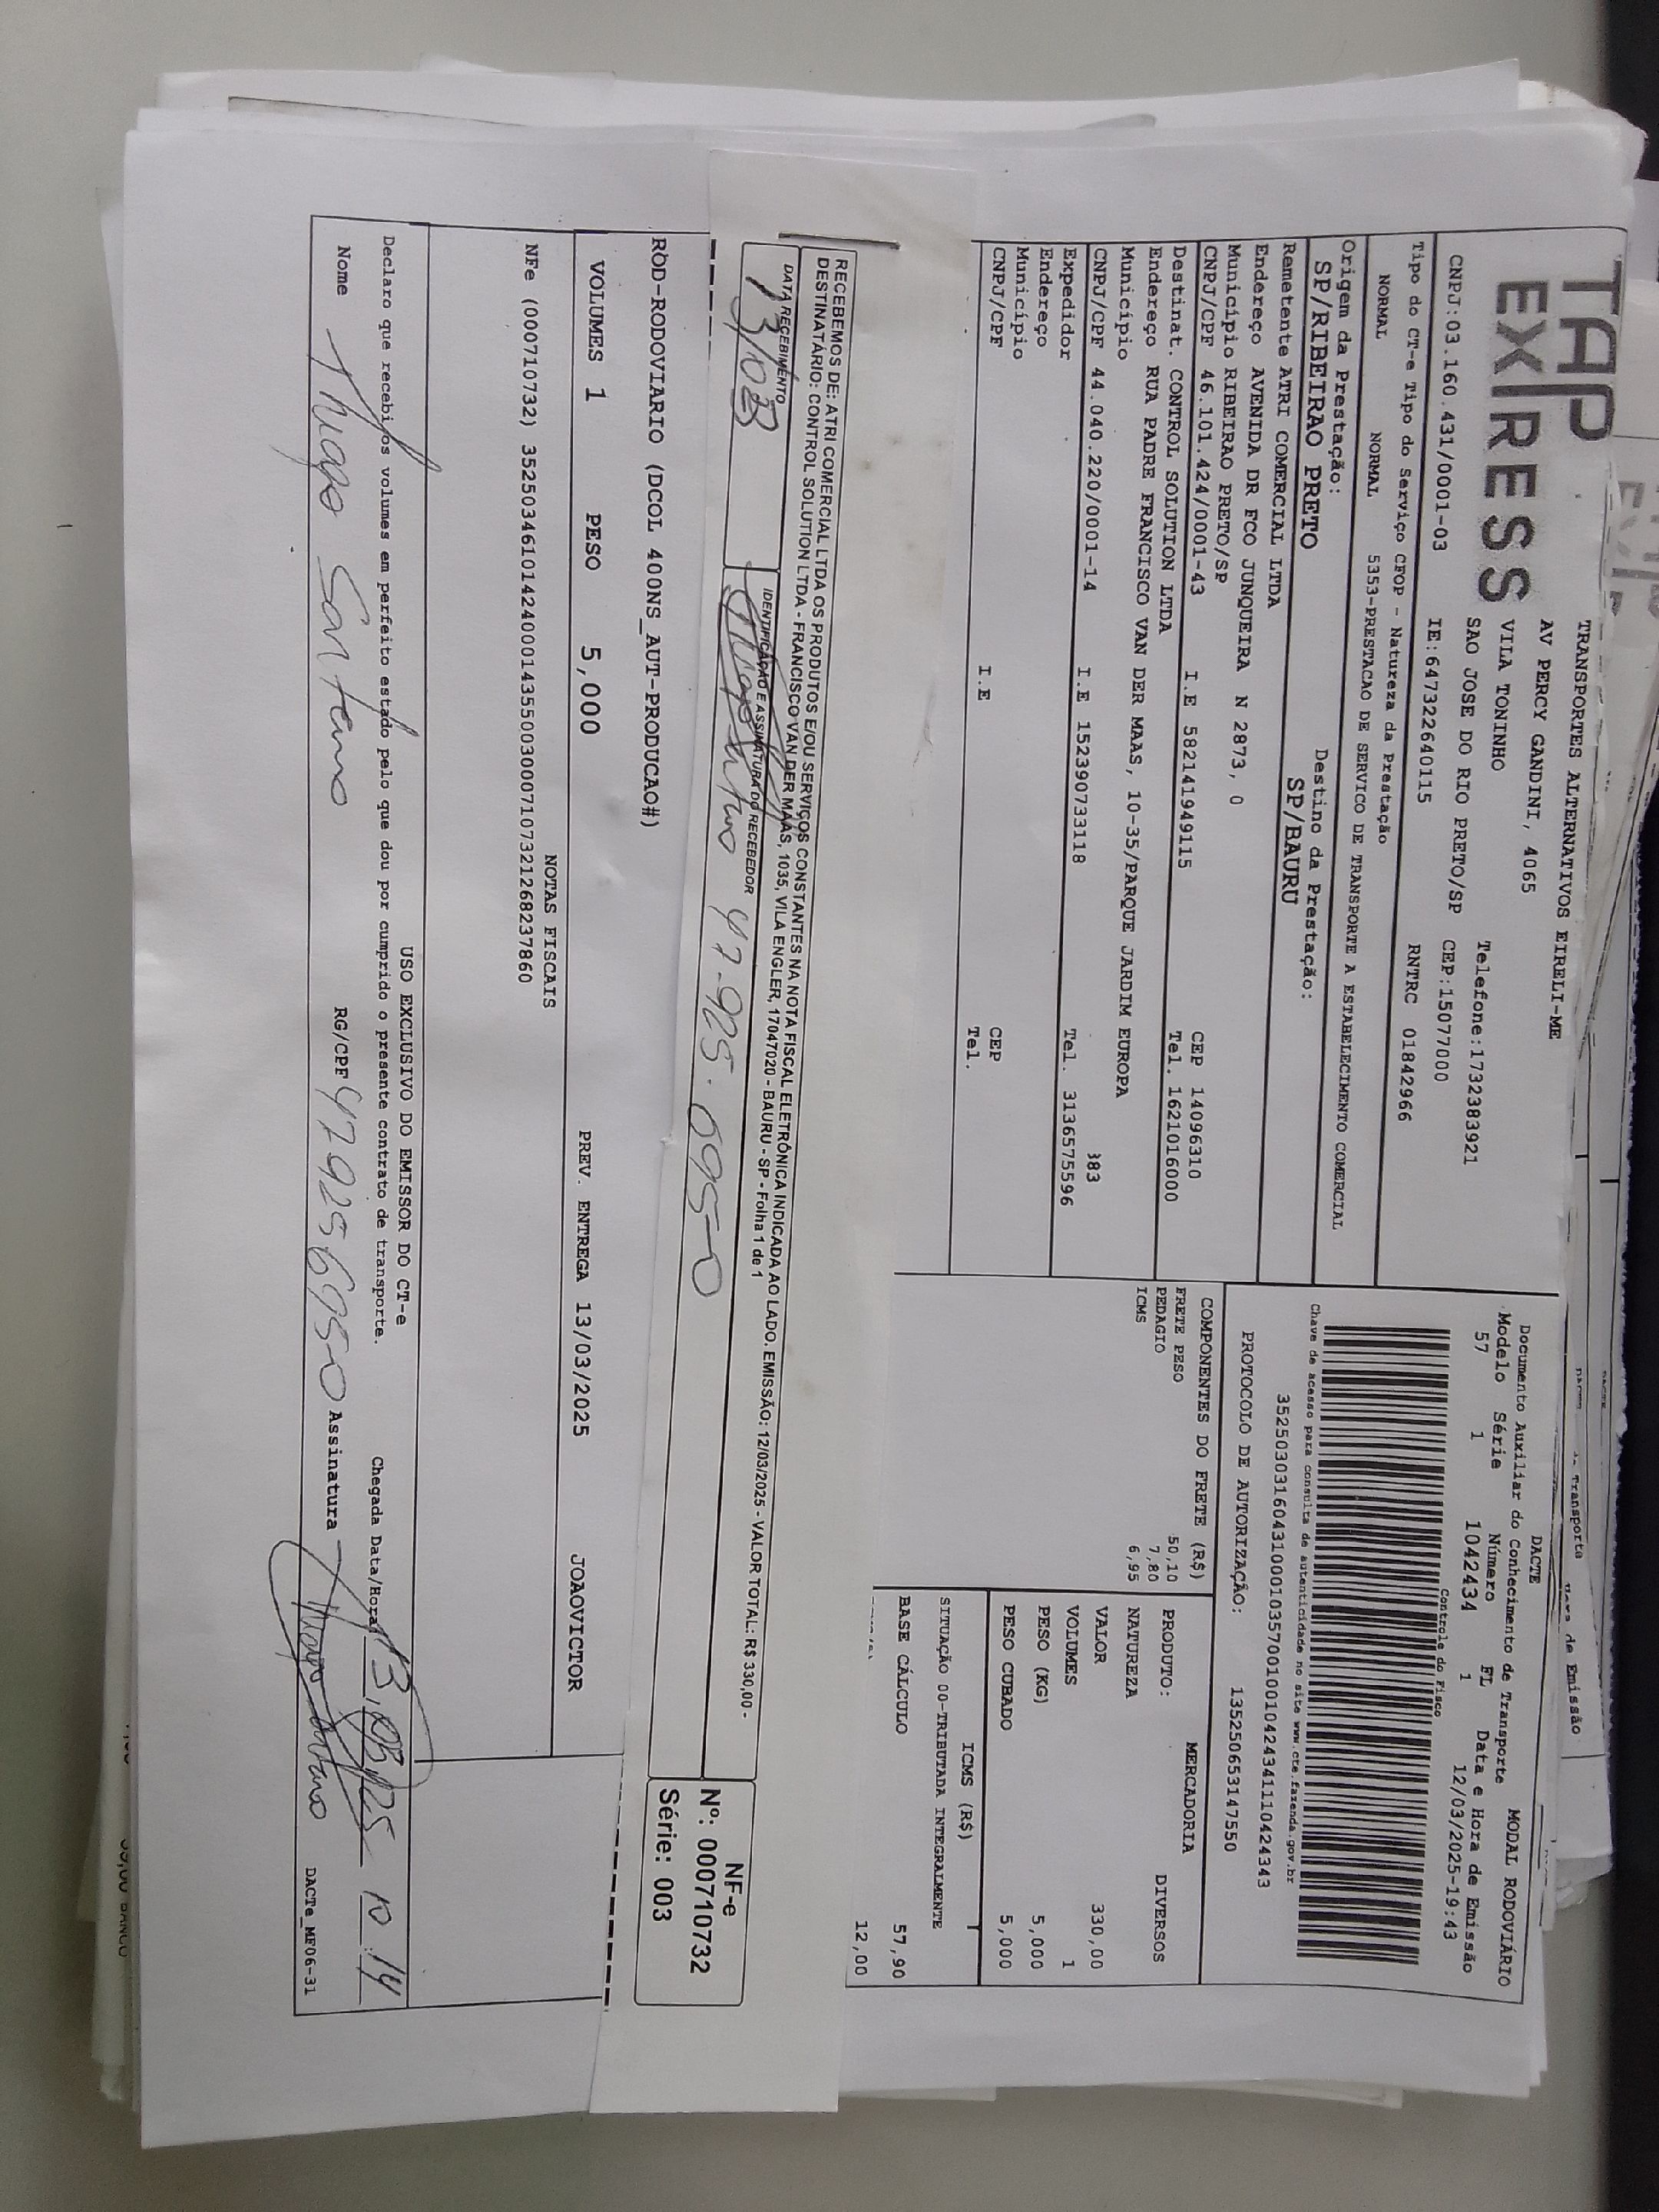 TAP
EXPRESS
TRANSPORTES ALTERNATIVOS EIRELI-ME
AV PERCY GANDINI, 4065
VILA TONINHO
SAO JOSE DO RIO PRETO/SP
Telefone:1732383921
CEP:15077000
CNPJ:03.160.431/0001-03
IE:647322640115
RNTRC 01842966
DACTE
Documento Auxiliar do Conhecimento de Transporte
MODAL RODOVIÁRIO
Modelo Série Número FL Data e Hora de Emissão
57 1 1042434 1 12/03/2025-19:43
Controle do Fisco
Tipo do CT-e Tipo do Serviço CFOP - Natureza da Prestação
NORMAL NORMAL 5353-PRESTACAO DE SERVICO DE TRANSPORTE A ESTABELECIMENTO COMERCIAL
Chave de acesso para consulta de autenticidade no site www.cte.fazenda.gov.br
35250303160431000103570010010424341110424343
PROTOCOLO DE AUTORIZAÇÃO: 135250653147550
Origem da Prestação:
SP/RIBEIRAO PRETO
Destino da Prestação:
SP/BAURU
Remetente ATRI COMERCIAL LTDA
Endereço AVENIDA DR FCO JUNQUEIRA N 2873, 0
Município RIBEIRAO PRETO/SP
CEP 14096310
CNPJ/CPF 46.101.424/0001-43 I.E 582141949115 Tel. 1621016000
Destinat. CONTROL SOLUTION LTDA
Endereço RUA PADRE FRANCISCO VAN DER MAAS, 10-35/PARQUE JARDIM EUROPA
Município
383
CNPJ/CPF 44.040.220/0001-14 I.E 152390733118 Tel. 3136575596
Expedidor
Endereço
Município
CEP
CNPJ/CPF I.E Tel.
COMPONENTES DO FRETE (R$)
FRETE PESO 50,10
PEDAGIO 7,80
ICMS 6,95
MERCADORIA
PRODUTO: DIVERSOS
NATUREZA
VALOR 330,00
VOLUMES 1
PESO (KG) 5,000
PESO CUBADO 5,000
ICMS (R$)
SITUAÇÃO 00-TRIBUTADA INTEGRALMENTE
BASE CÁLCULO 57,90
12,00
RECEBEMOS DE: ATRI COMERCIAL LTDA OS PRODUTOS E/OU SERVIÇOS CONSTANTES NA NOTA FISCAL ELETRÔNICA INDICADA AO LADO. EMISSÃO: 12/03/2025 - VALOR TOTAL: R$ 330,00 -
DESTINATÁRIO: CONTROL SOLUTION LTDA - FRANCISCO VAN DER MAAS, 1035, VILA ENGLER, 17047020 - BAURU - SP - Folha 1 de 1
DATA RECEBIMENTO
IDENTIFICAÇÃO E ASSINATURA DO RECEBEDOR
47.925.695-0
NF-e
Nº: 000710732
Série: 003
ROD-RODOVIARIO (DCOL 400NS_AUT-PRODUCAO#)
VOLUMES 1 PESO 5,000 PREV. ENTREGA 13/03/2025 JOAOVICTOR
NOTAS FISCAIS
NFe (000710732) 35250346101424000143550030007107321268237860
USO EXCLUSIVO DO EMISSOR DO CT-e
Declaro que recebi os volumes em perfeito estado pelo que dou por cumprido o presente contrato de transporte.
Chegada Data/Hora 13,03,25 10:14
Nome Thiago Santana RG/CPF 47925695-0 Assinatura Thiago Santana
DACTe_MF06-31